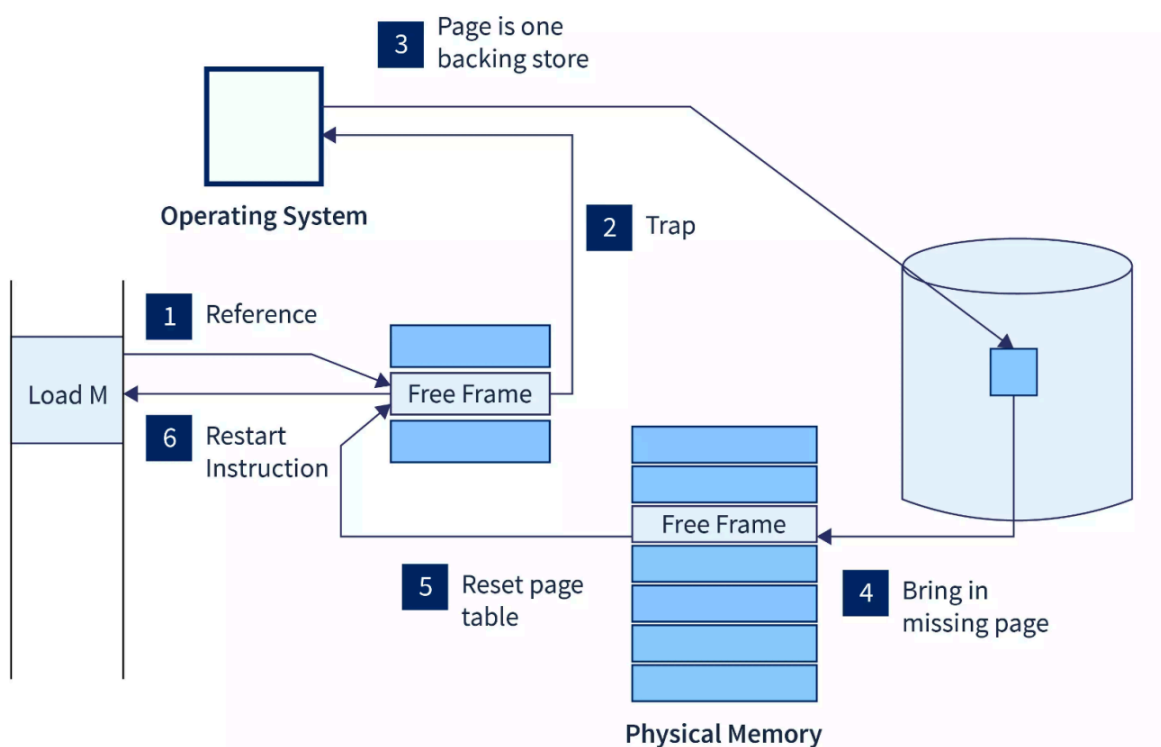 3
Page is one
backing store
Operating System
2
Trap
1
Reference
Load M
Free Frame
6
Restart
Instruction
Free Frame
5
Reset page
table
4
Bring in
missing page
Physical Memory